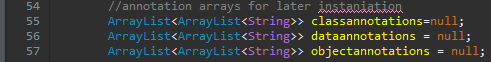 54 //annotation arrays for later instaniation
55 ArrayList<ArrayList<String>> classannotations=null;
56 ArrayList<ArrayList<String>> dataannotations = null;
57 ArrayList<ArrayList<String>> objectannotations = null;